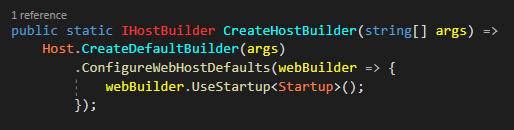 1 reference
public static IHostBuilder CreateHostBuilder(string[] args) =>
    Host.CreateDefaultBuilder(args)
        .ConfigureWebHostDefaults(webBuilder => {
            webBuilder.UseStartup<Startup>();
        });